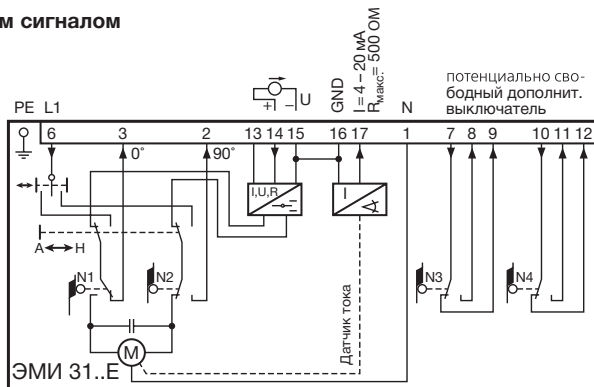 м сигналом
I=4–20 мА
Rмакс.= 500 ОМ
GND
+ – U
потенциально сво-
бодный дополнит.
выключатель
PE L1 N
6 3 2 13 14 15 16 17 1 7 8 9 10 11 12
0° 90°
I,U,R
I
А Н
N1 N2 N3 N4
Датчик тока
M
ЭМИ 31..E